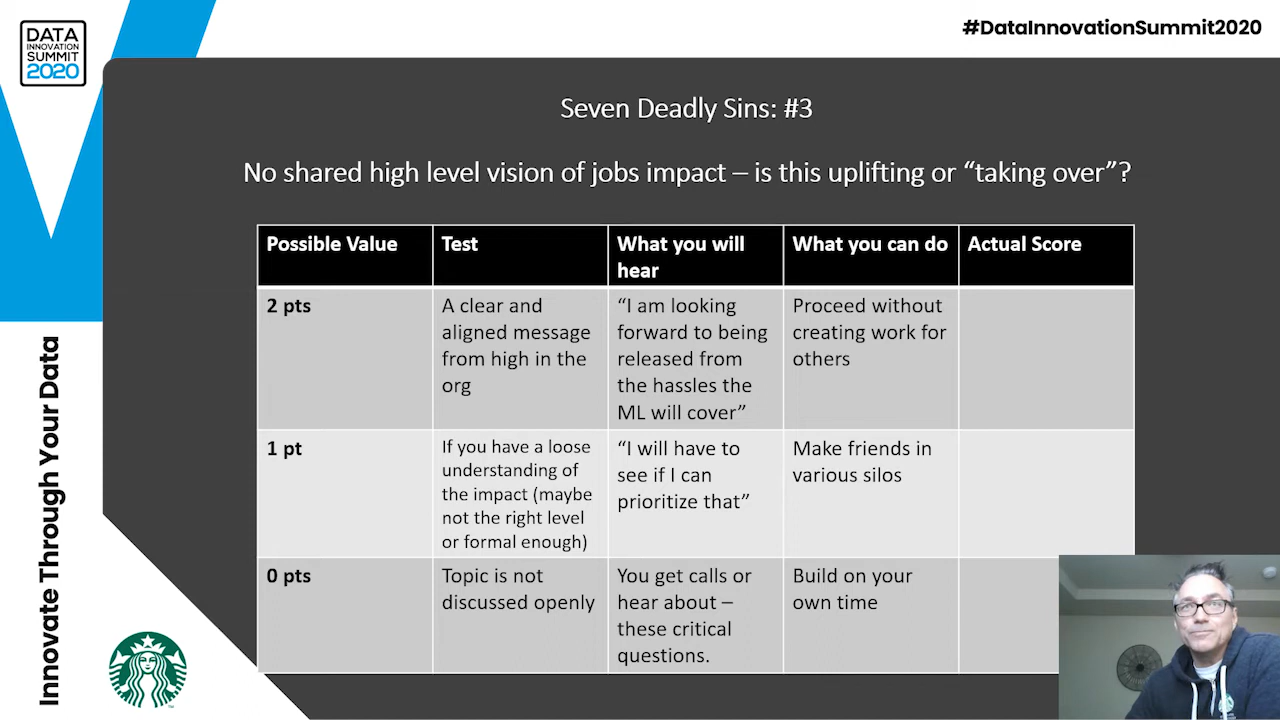 DATA
INNOVATION
SUMMIT
2020
#DataInnovationSummit2020
Seven Deadly Sins: #3
No shared high level vision of jobs impact – is this uplifting or “taking over”?
Possible Value
Test
What you will
hear
What you can do
Actual Score
2 pts
A clear and
aligned message
from high in the
org
“I am looking
forward to being
released from
the hassles the
ML will cover”
Proceed without
creating work for
others
1 pt
If you have a loose
understanding of
the impact (maybe
not the right level
or formal enough)
“I will have to
see if I can
prioritize that”
Make friends in
various silos
0 pts
Topic is not
discussed openly
You get calls or
hear about –
these critical
questions.
Build on your
own time
Innovate Through Your Data
TM